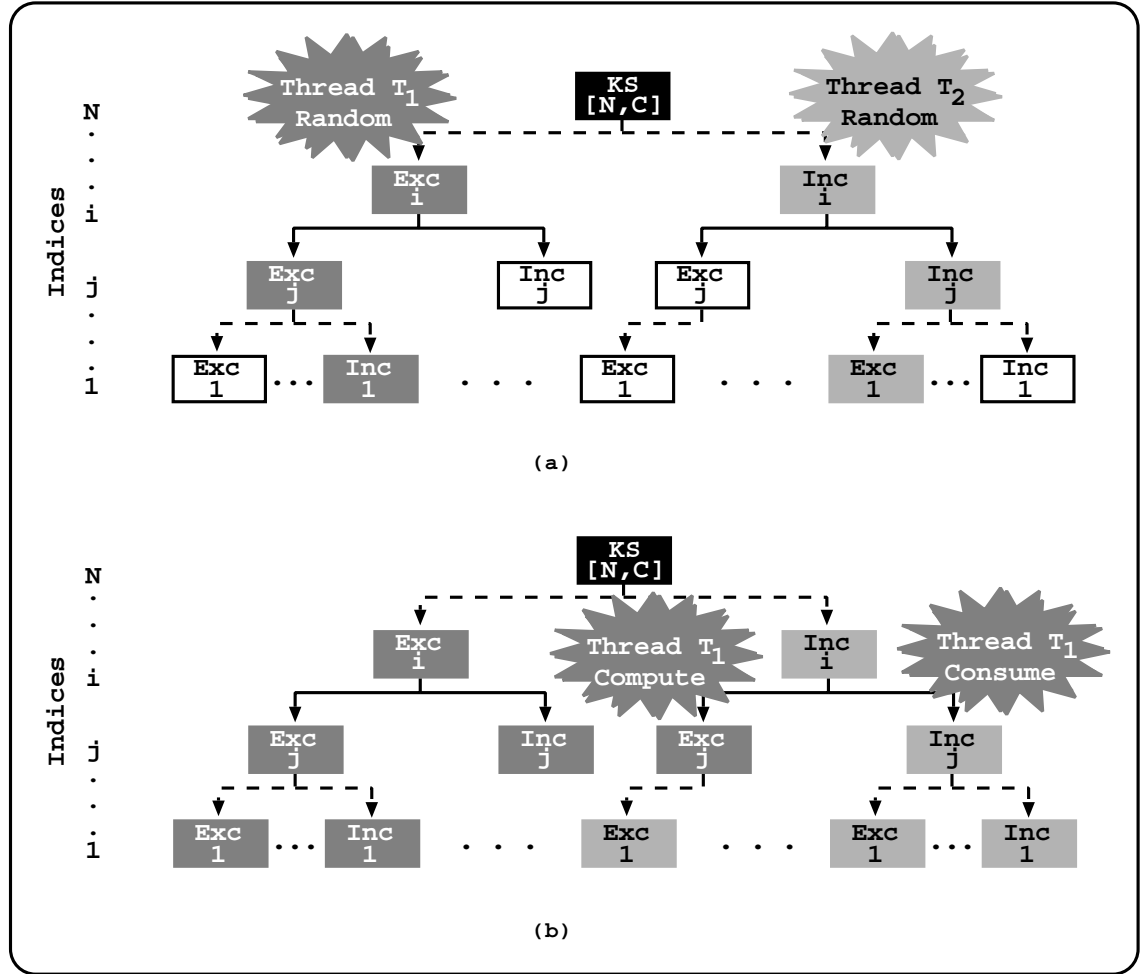 Thread T1
Random
KS
[N,C]
Thread T2
Random
Indices
N
.
.
.
i
j
.
.
.
1
Exc
i
Inc
i
Exc
j
Inc
j
Exc
j
Inc
j
Exc
1
...
Inc
1
. . .
Exc
1
. . .
Exc
1
...
Inc
1
(a)
KS
[N,C]
Indices
N
.
.
.
i
j
.
.
.
1
Exc
i
Thread T1
Compute
Inc
i
Thread T1
Consume
Exc
j
Inc
j
Exc
j
Inc
j
Exc
1
...
Inc
1
. . .
Exc
1
. . .
Exc
1
...
Inc
1
(b)